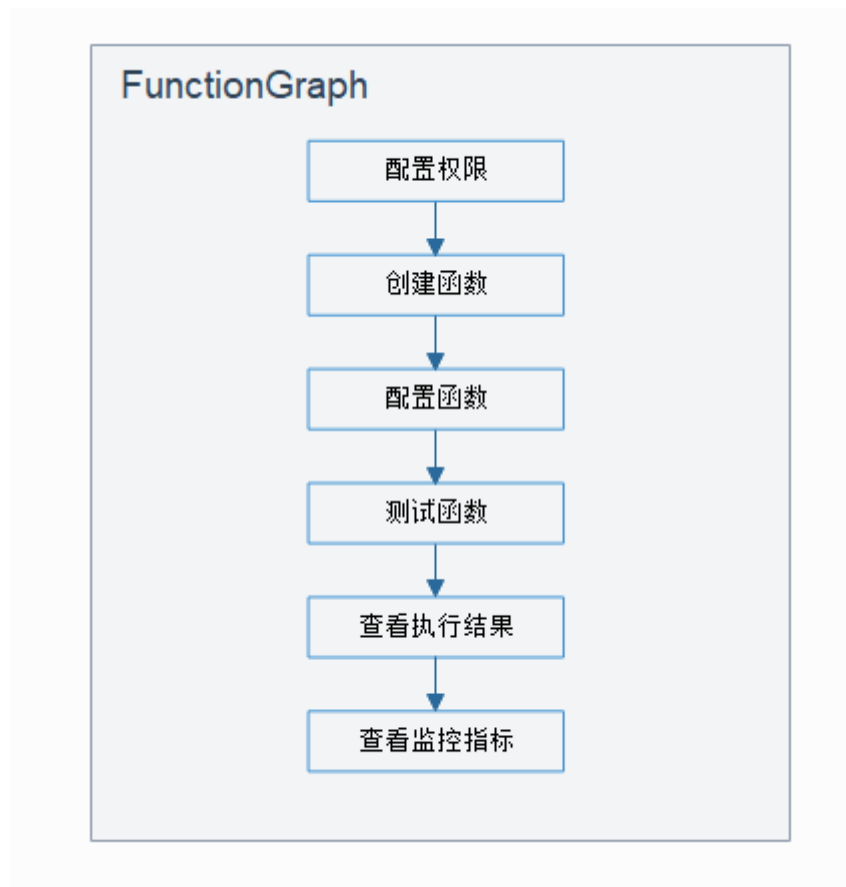 FunctionGraph
配置权限
创建函数
配置函数
测试函数
查看执行结果
查看监控指标